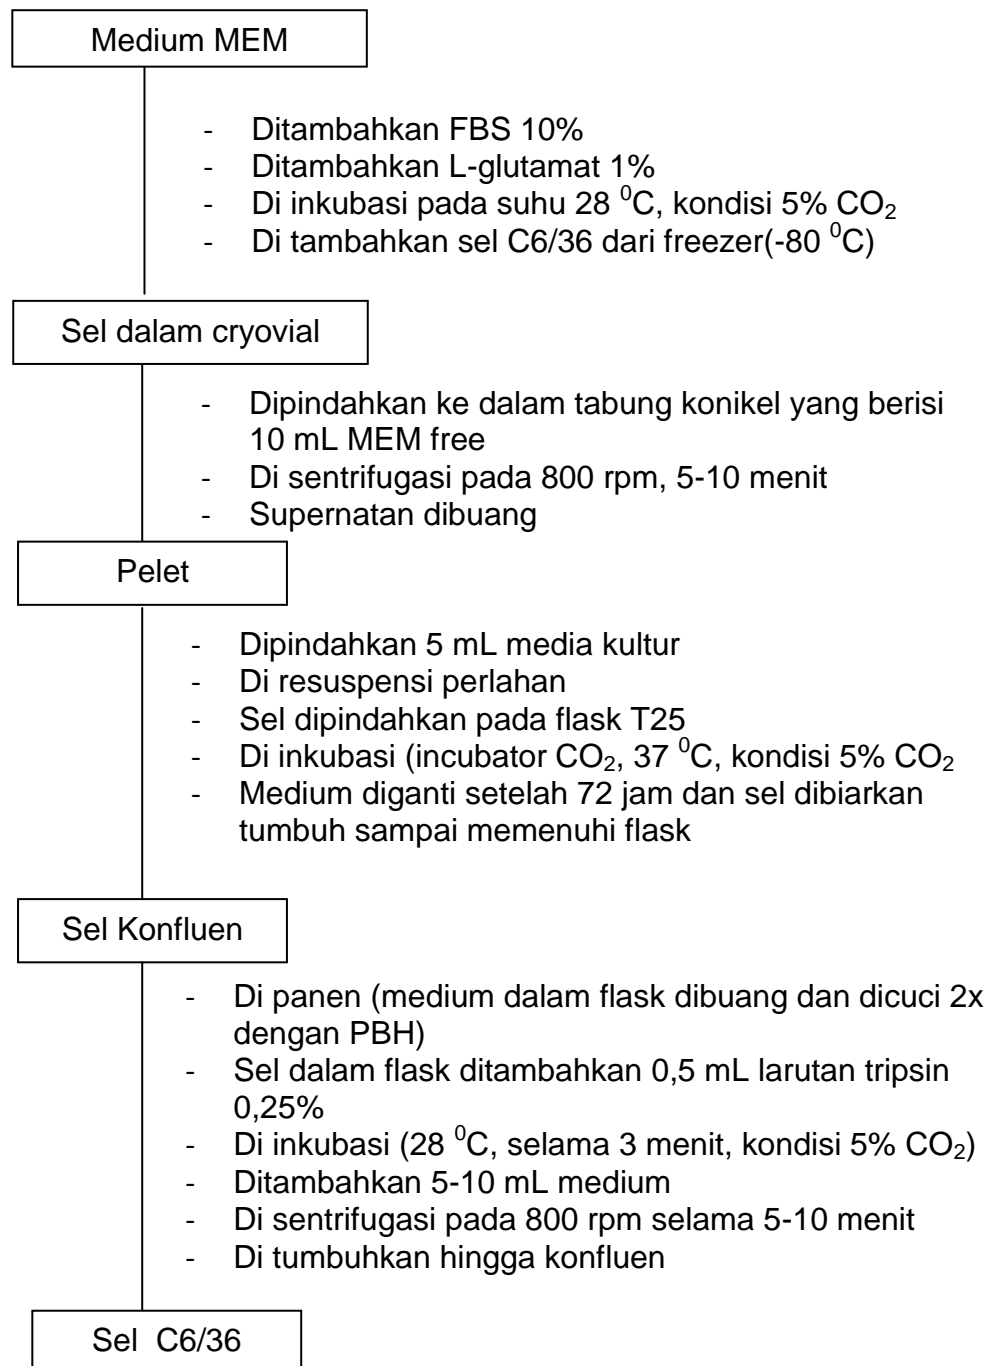 Medium MEM
- Ditambahkan FBS 10%
- Ditambahkan L-glutamat 1%
- Di inkubasi pada suhu 28 ⁰C, kondisi 5% CO₂
- Di tambahkan sel C6/36 dari freezer(-80 ⁰C)
Sel dalam cryovial
- Dipindahkan ke dalam tabung konikel yang berisi
10 mL MEM free
- Di sentrifugasi pada 800 rpm, 5-10 menit
- Supernatan dibuang
Pelet
- Dipindahkan 5 mL media kultur
- Di resuspensi perlahan
- Sel dipindahkan pada flask T25
- Di inkubasi (incubator CO₂, 37 ⁰C, kondisi 5% CO₂
- Medium diganti setelah 72 jam dan sel dibiarkan
tumbuh sampai memenuhi flask
Sel Konfluen
- Di panen (medium dalam flask dibuang dan dicuci 2x
dengan PBH)
- Sel dalam flask ditambahkan 0,5 mL larutan tripsin
0,25%
- Di inkubasi (28 ⁰C, selama 3 menit, kondisi 5% CO₂)
- Ditambahkan 5-10 mL medium
- Di sentrifugasi pada 800 rpm selama 5-10 menit
- Di tumbuhkan hingga konfluen
Sel C6/36